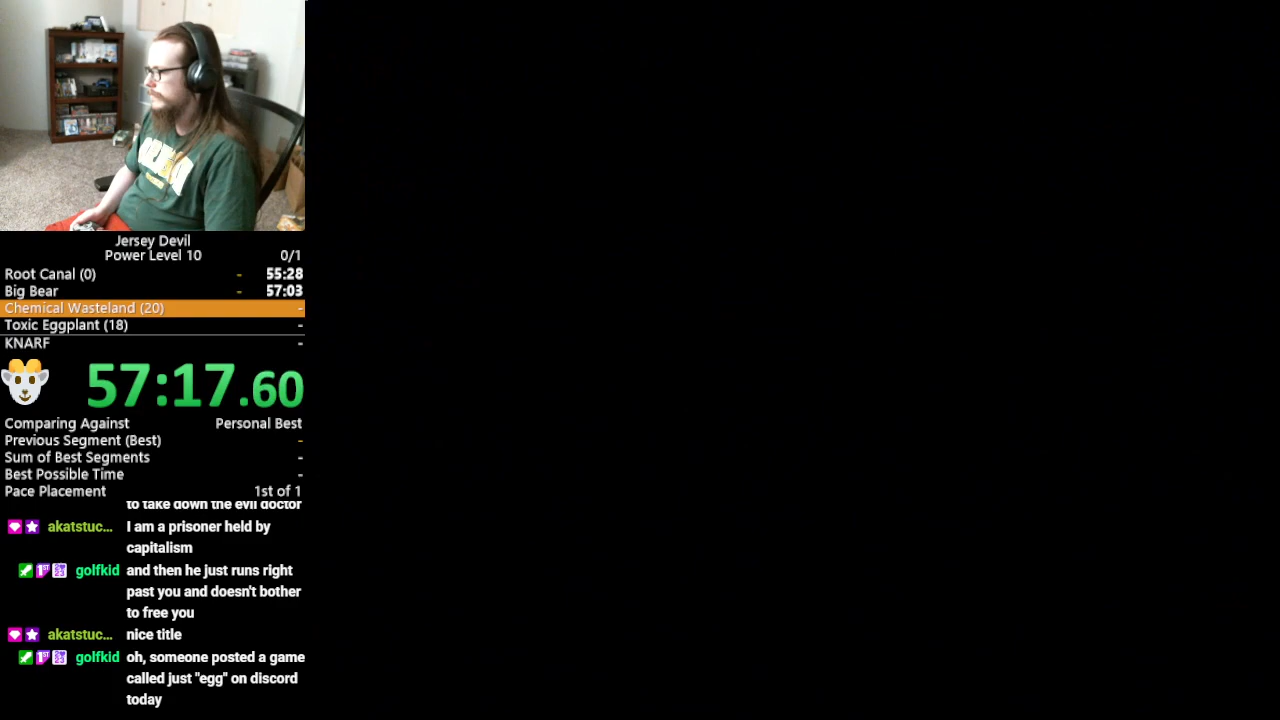 Jersey Devil
Power Level 10 0/1
Root Canal (0) - 55:28
Big Bear - 57:03
Chemical Wasteland (20) -
Toxic Eggplant (18) -
KNARF -
57:17.60
Comparing Against Personal Best
Previous Segment (Best) -
Sum of Best Segments -
Best Possible Time -
Pace Placement 1st of 1
to take down the evil doctor
akatstuc... I am a prisoner held by
capitalism
golfkid and then he just runs right
past you and doesn't bother
to free you
akatstuc... nice title
golfkid oh, someone posted a game
called just "egg" on discord
today